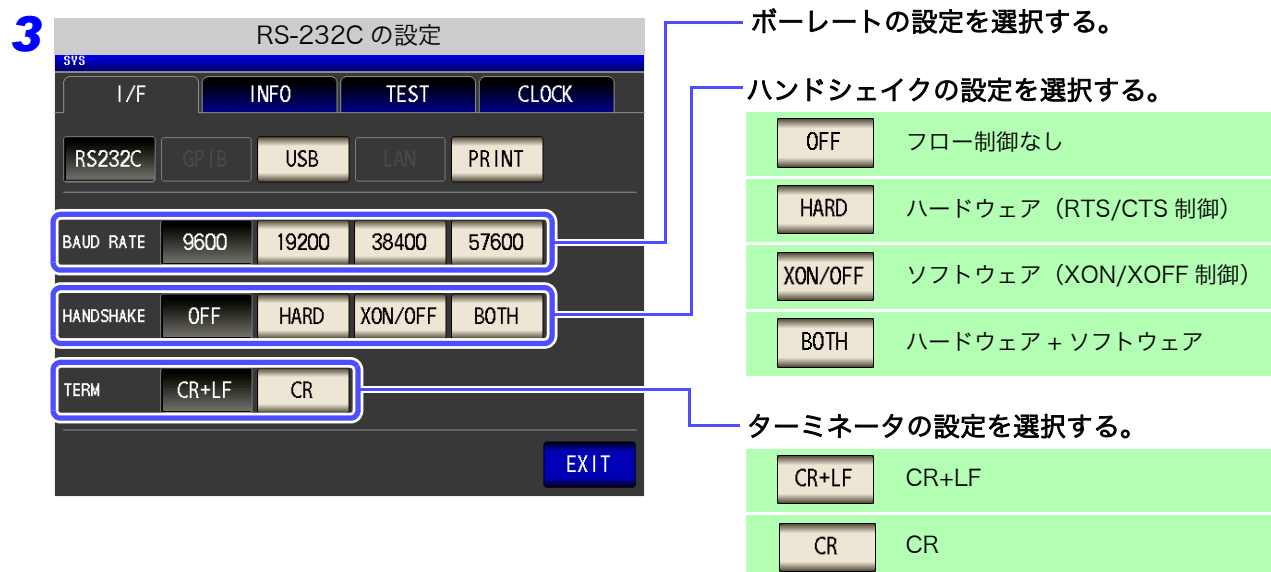 3
RS-232C の設定
SYS
I/F INFO TEST CLOCK
RS232C GPIB USB LAN PRINT
BAUD RATE 9600 19200 38400 57600
HANDSHAKE OFF HARD XON/OFF BOTH
TERM CR+LF CR
EXIT
ボーレートの設定を選択する。
ハンドシェイクの設定を選択する。
OFF フロー制御なし
HARD ハードウェア（RTS/CTS 制御）
XON/OFF ソフトウェア（XON/XOFF 制御）
BOTH ハードウェア + ソフトウェア
ターミネータの設定を選択する。
CR+LF CR+LF
CR CR